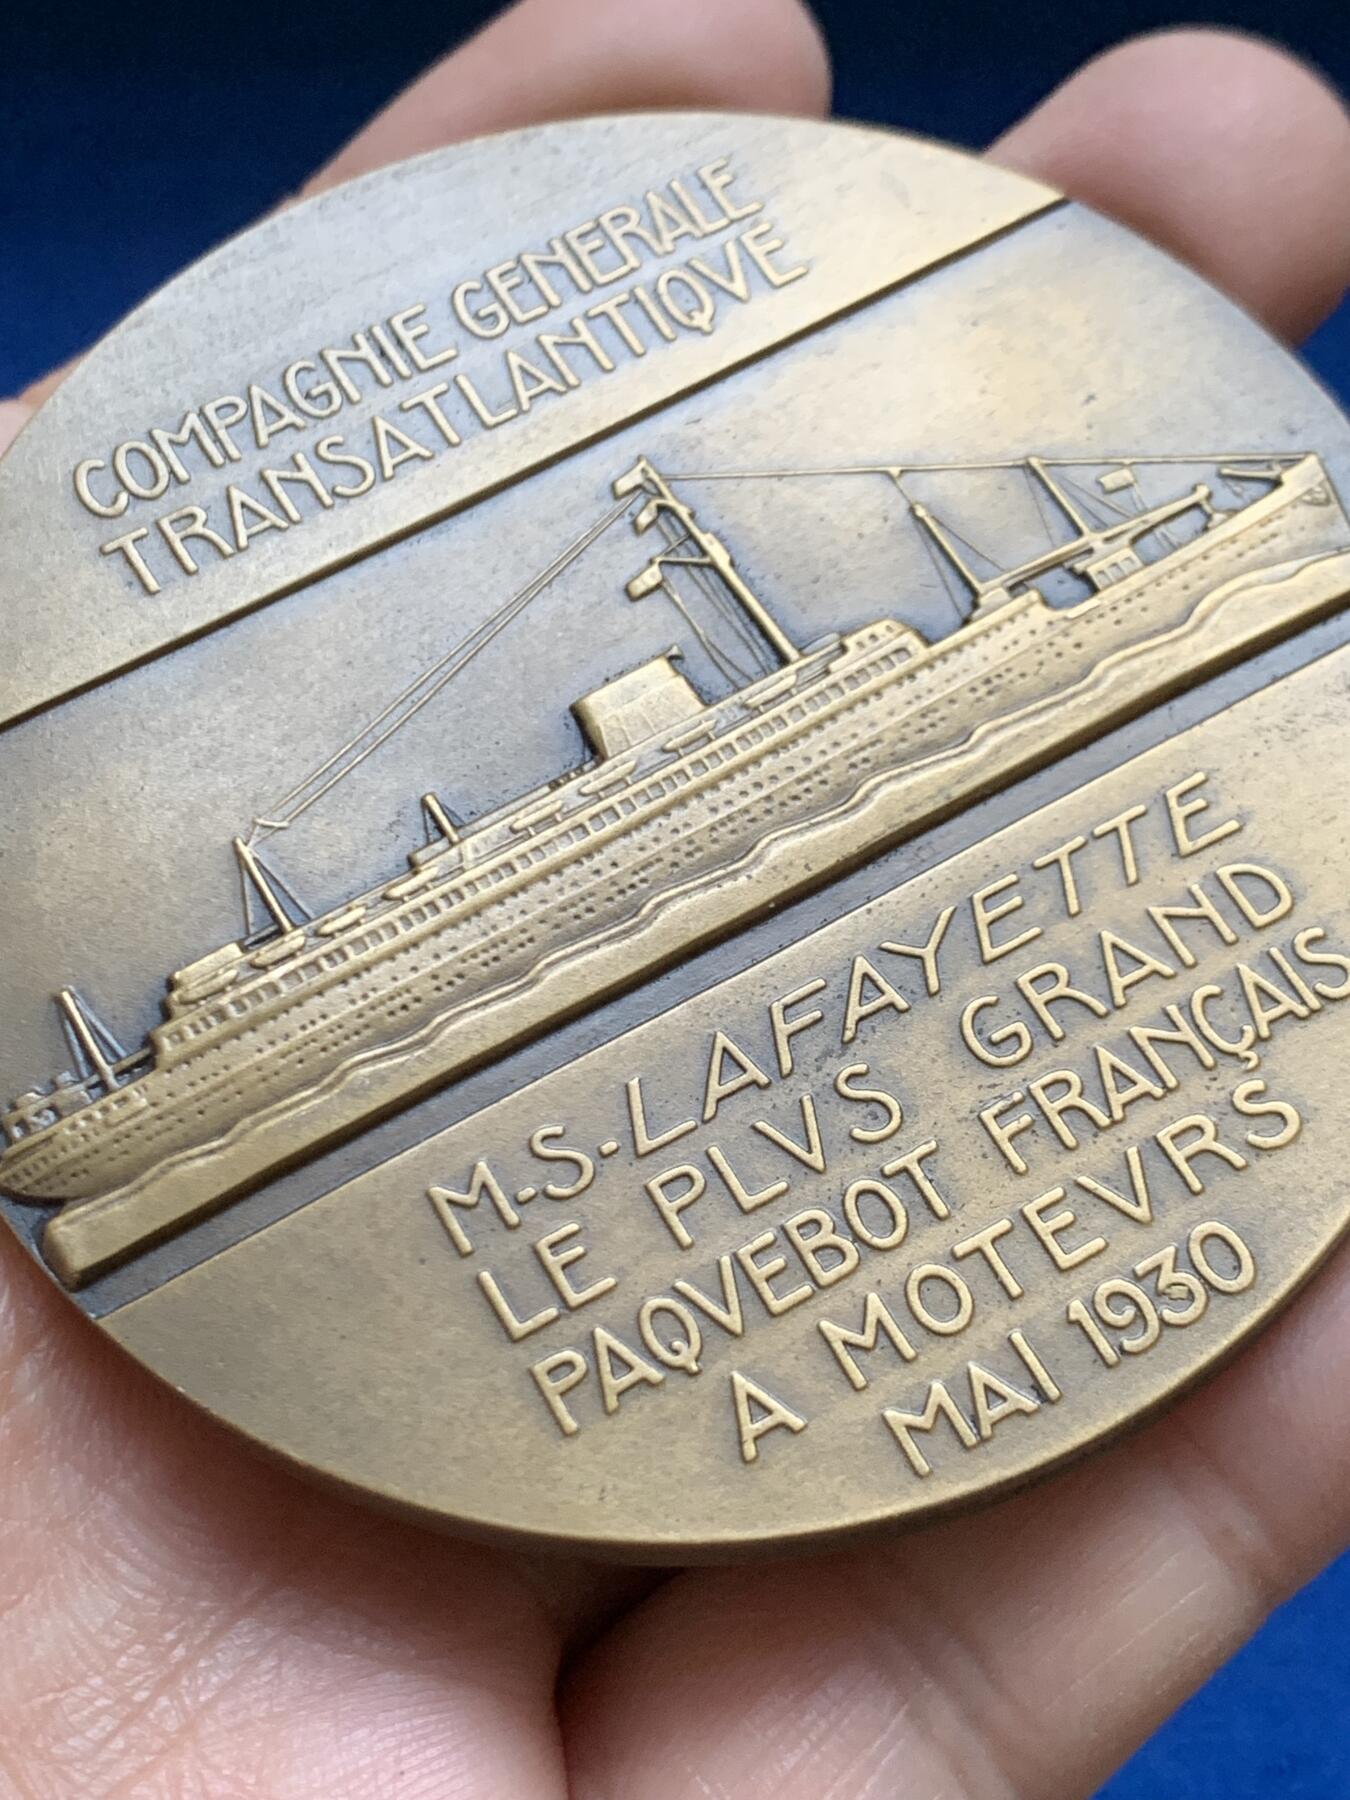 COMPAGNIE GENERALE
TRANSATLANTIQVE
M-S-LAFAYETTE
LE PLVS GRAND
PAQVEBOT FRANÇAIS
A MOTEVRS
MAI 1930